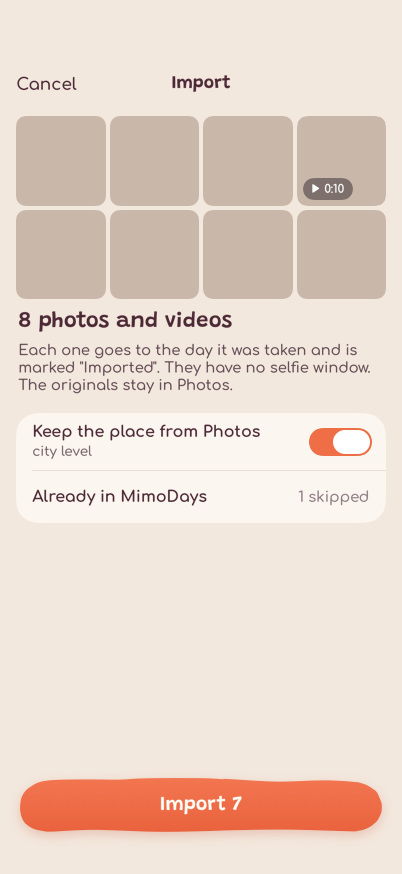 Cancel
Import
0:10
8 photos and videos
Each one goes to the day it was taken and is
marked "Imported". They have no selfie window.
The originals stay in Photos.
Keep the place from Photos
city level
Already in MimoDays
1 skipped
Import 7